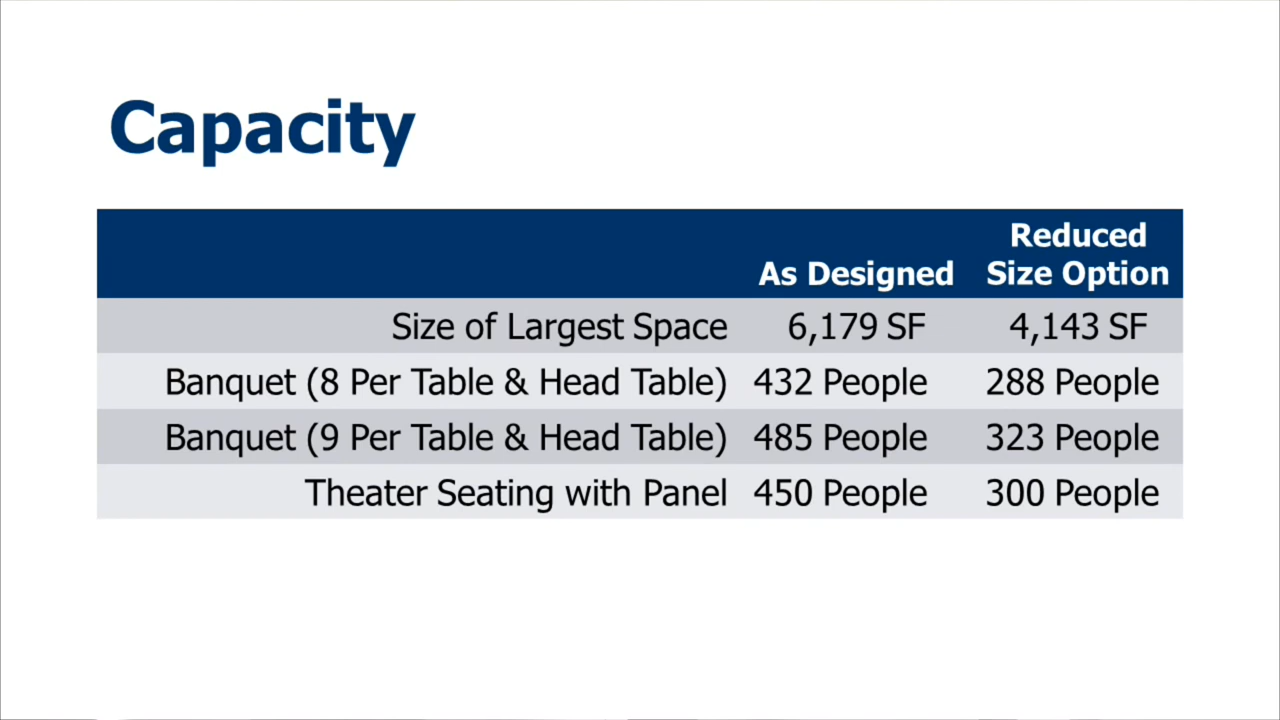 Capacity
As Designed Reduced Size Option
Size of Largest Space 6,179 SF 4,143 SF
Banquet (8 Per Table & Head Table) 432 People 288 People
Banquet (9 Per Table & Head Table) 485 People 323 People
Theater Seating with Panel 450 People 300 People